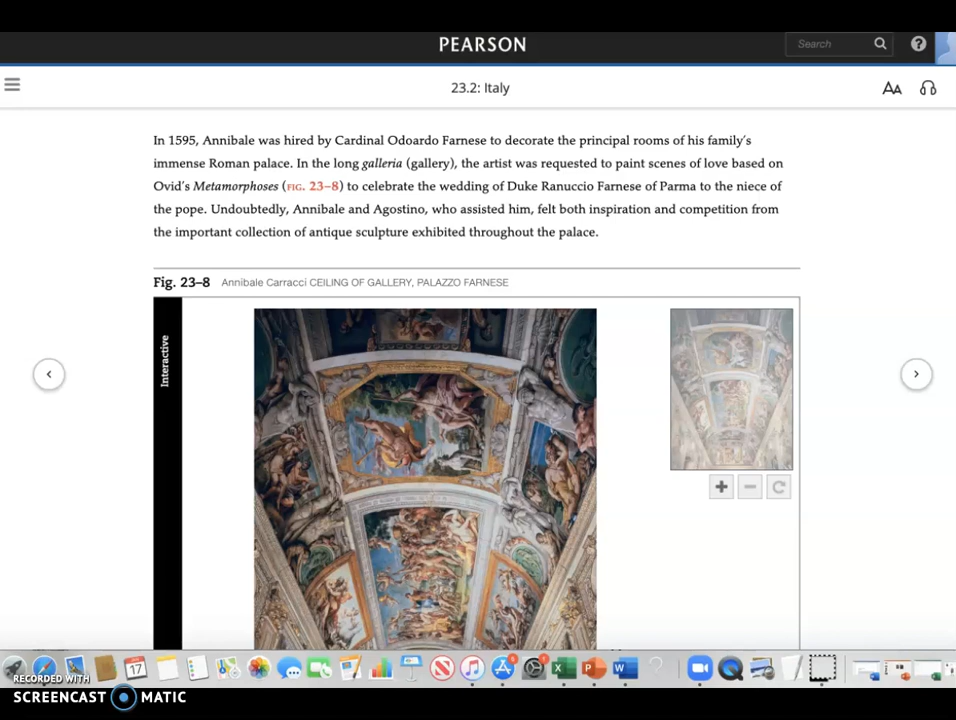 PEARSON
Search
?
23.2: Italy
AA
In 1595, Annibale was hired by Cardinal Odoardo Farnese to decorate the principal rooms of his family's
immense Roman palace. In the long galleria (gallery), the artist was requested to paint scenes of love based on
Ovid's Metamorphoses (FIG. 23–8) to celebrate the wedding of Duke Ranuccio Farnese of Parma to the niece of
the pope. Undoubtedly, Annibale and Agostino, who assisted him, felt both inspiration and competition from
the important collection of antique sculpture exhibited throughout the palace.
Fig. 23–8 Annibale Carracci CEILING OF GALLERY, PALAZZO FARNESE
Interactive
17
RECORDED WITH
SCREENCAST MATIC